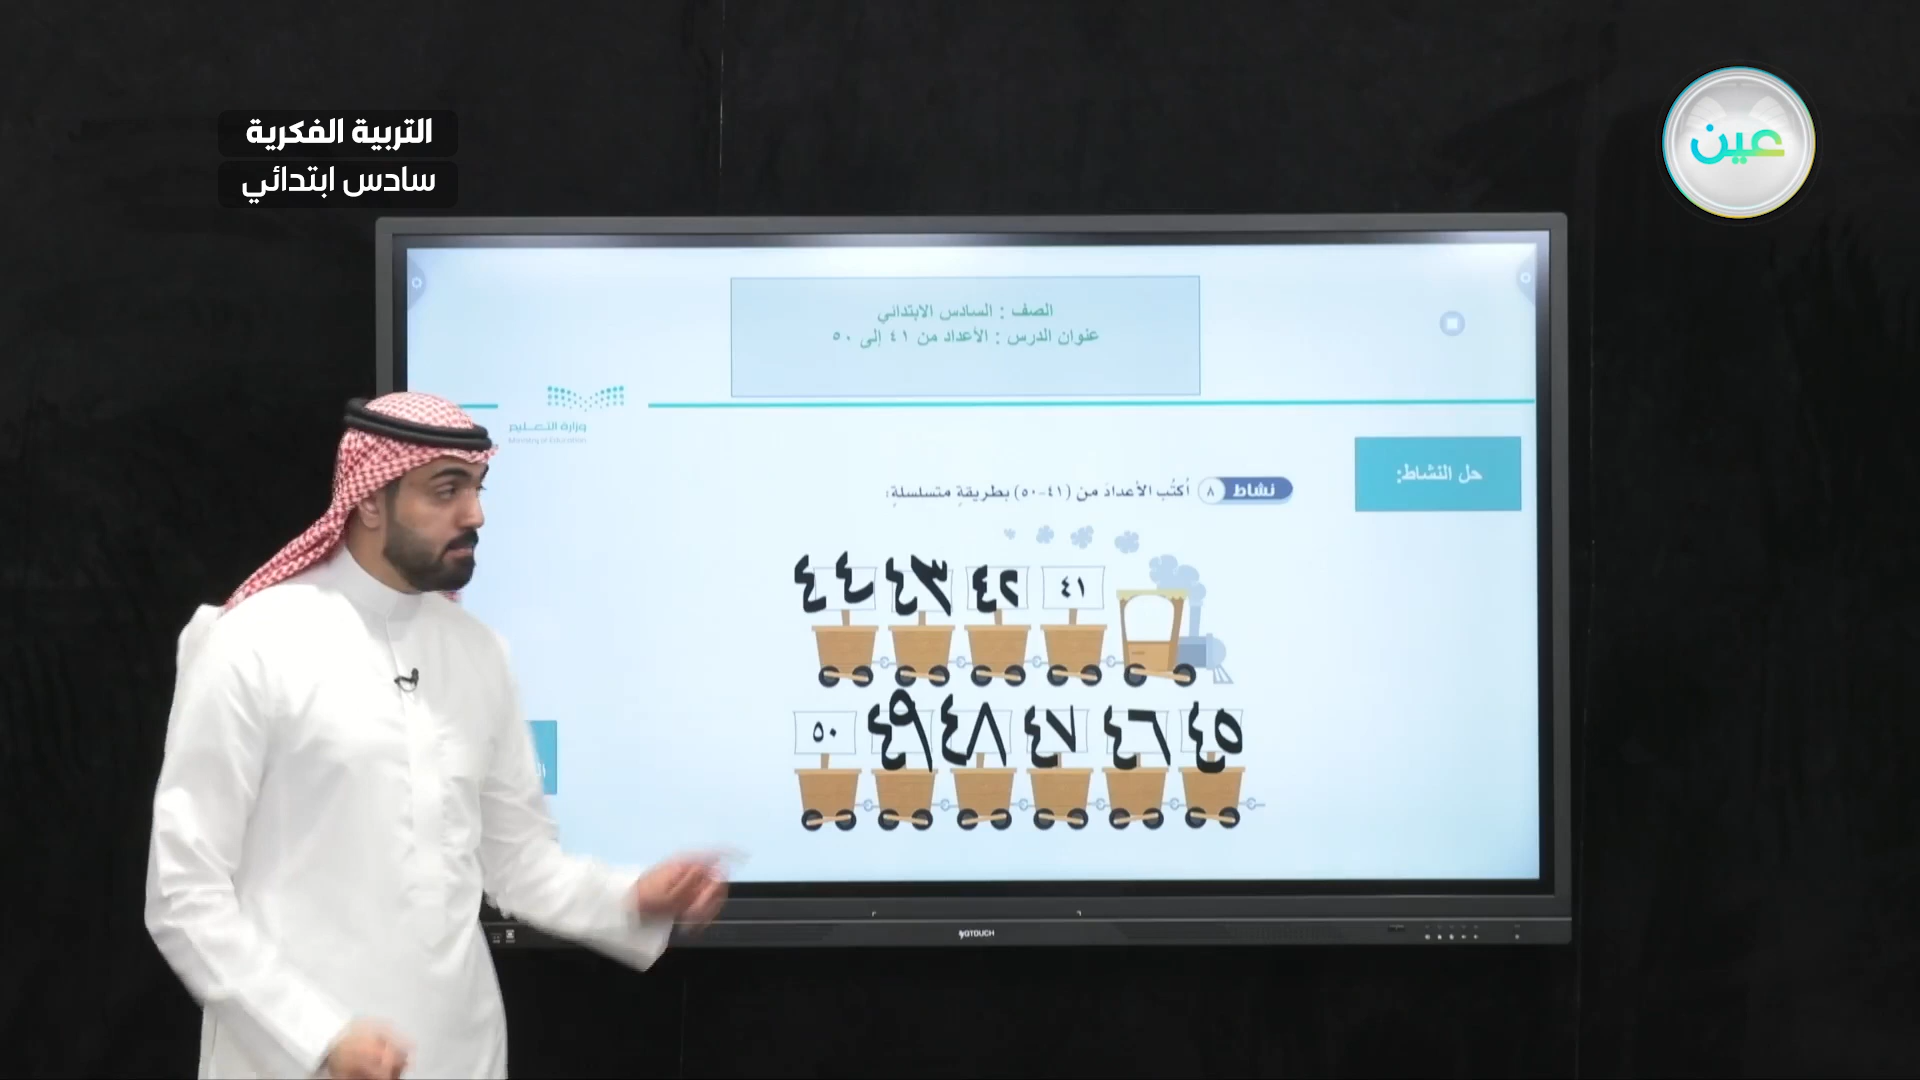 التربية الفكرية
سادس ابتدائي
عين
الصف : السادس الابتدائي
عنوان الدرس : الأعداد من ٤١ إلى ٥٠
وزارة التعليم
Ministry of Education
حل النشاط:
نشاط ٨ أكتُب الأعدادَ من (٤١-٥٠) بطريقةٍ متسلسلةٍ:
٤١ ٤٢ ٤٣ ٤٤
٤٥ ٤٦ ٤٧ ٤٨ ٤٩ ٥٠
QTOUCH